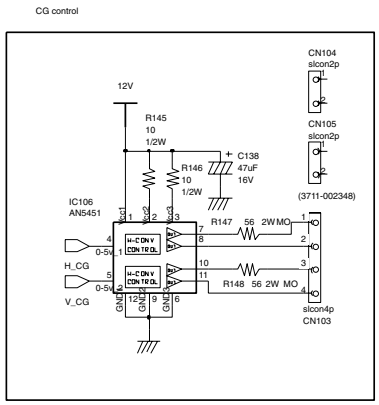 CG control
CN104
slcon2p
1
2
12V
CN105
slcon2p
1
2
R145
10
1/2W
R146
10
1/2W
+ C138
47uF
16V
(3711-002348)
IC106
AN5451
Vcc1
1
Vcc2
2
Vcc3
3
R147 56 2W MO
7
8
1
2
3
4
4
0-5v_1
H-CONV
CONTROL
H_CG
5
0-5v_2
H-CONV
CONTROL
V_CG
10
11
R148 56 2W MO
slcon4p
CN103
GND
12
GND2
9
GND3
6